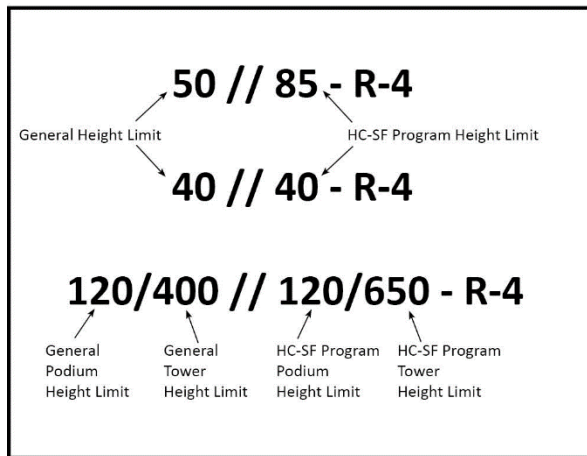 50 // 85 - R-4
General Height Limit HC-SF Program Height Limit
40 // 40 - R-4
120/400 // 120/650 - R-4
General
Podium
Height Limit
General
Tower
Height Limit
HC-SF Program
Podium
Height Limit
HC-SF Program
Tower
Height Limit